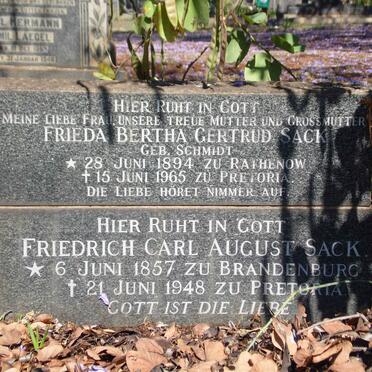 HIER RUHT IN GOTT
MEINE LIEBE FRAU, UNSERE TREUE MUTTER UND GROSSMUTTER
FRIEDA BERTHA GERTRUD SACK
GEB. SCHMIDT
★ 28 JUNI 1894 ZU RATHENOW
✝ 15 JUNI 1965 ZU PRETORIA.
DIE LIEBE HÖRET NIMMER AUF.
HIER RUHT IN GOTT
FRIEDRICH CARL AUGUST SACK
★ 6 JUNI 1857 ZU BRANDENBURG
✝ 21 JUNI 1948 ZU PRETORIA
GOTT IST DIE LIEBE